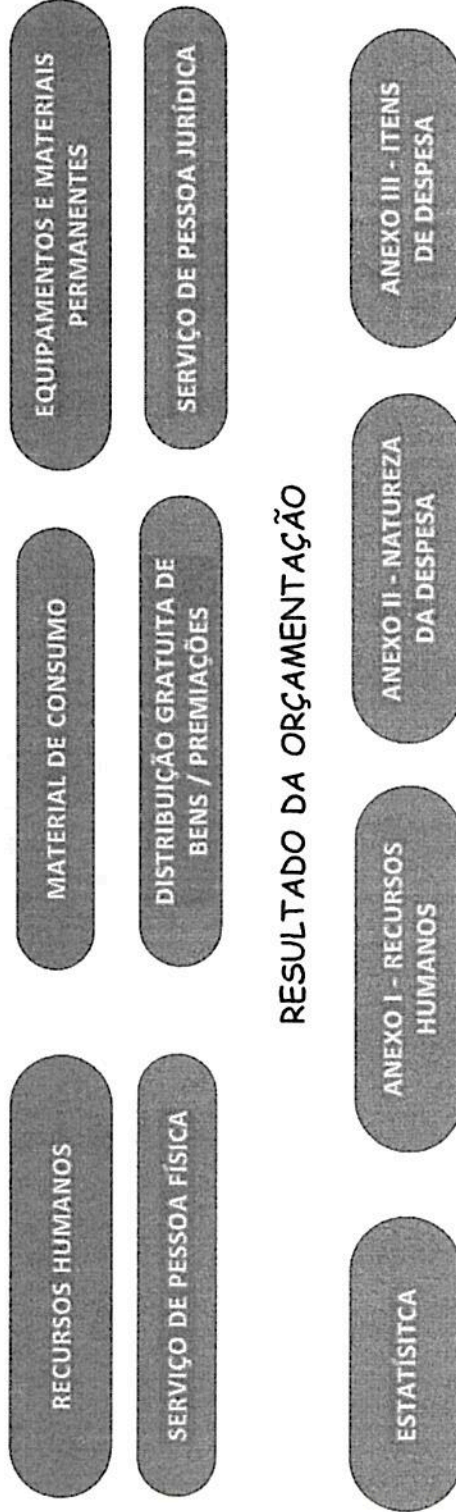 RECURSOS HUMANOS
MATERIAL DE CONSUMO
EQUIPAMENTOS E MATERIAIS
PERMANENTES
SERVIÇO DE PESSOA FÍSICA
DISTRIBUIÇÃO GRATUITA DE
BENS / PREMIAÇÕES
SERVIÇO DE PESSOA JURÍDICA
RESULTADO DA ORÇAMENTAÇÃO
ESTATÍSITCA
ANEXO I - RECURSOS
HUMANOS
ANEXO II - NATUREZA
DA DESPESA
ANEXO III - ITENS
DE DESPESA